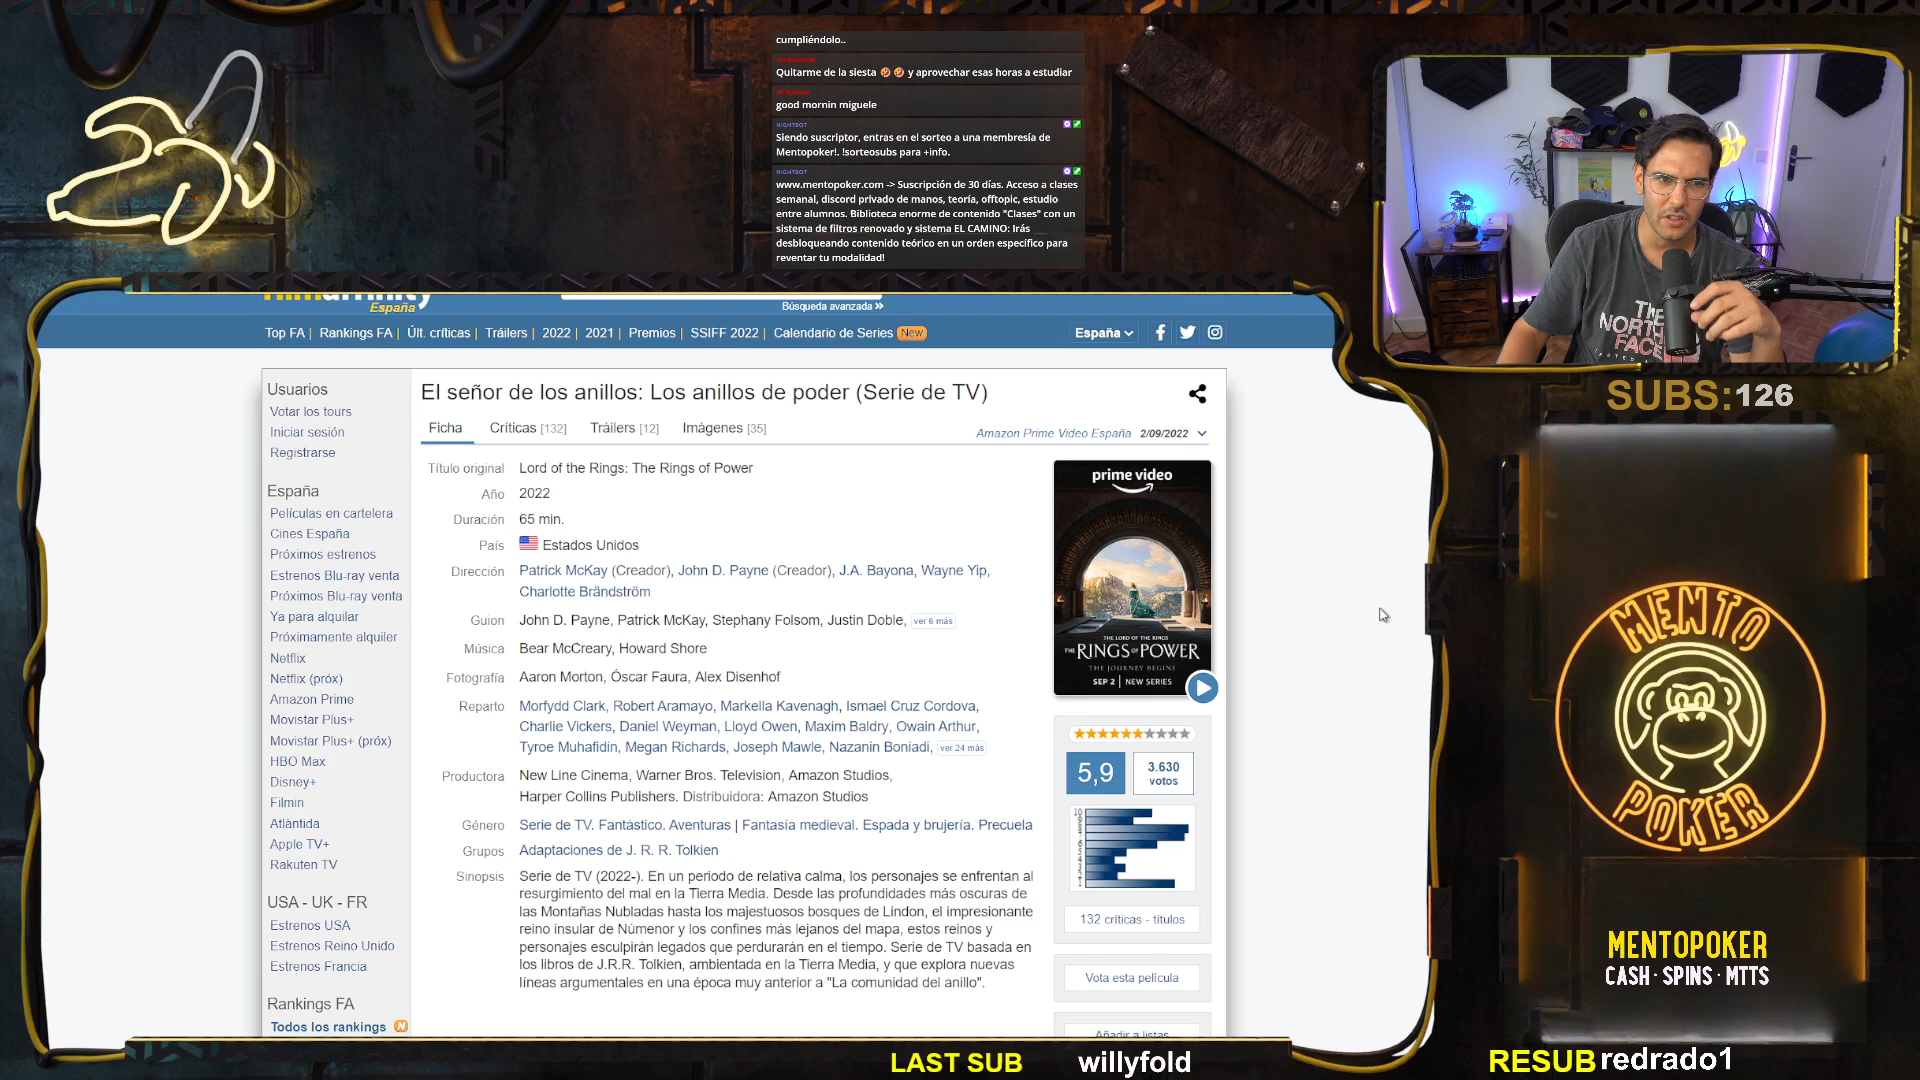 cumpliéndolo..
Quitarme de la siesta 🤣 🤣 y aprovechar esas horas a estudiar
good mornin miguele
NIGHTBOT
Siendo suscriptor, entras en el sorteo a una membresía de
Mentopoker!. !sorteosubs para +info.
NIGHTBOT
www.mentopoker.com -> Suscripción de 30 días. Acceso a clases
semanal, discord privado de manos, teoría, offtopic, estudio
entre alumnos. Biblioteca enorme de contenido "Clases" con un
sistema de filtros renovado y sistema EL CAMINO: Irás
desbloqueando contenido teórico en un orden específico para
reventar tu modalidad!
THE
NORTH
FACE
SUBS:126
España
Búsqueda avanzada »
Top FA | Rankings FA | Últ. críticas | Tráilers | 2022 | 2021 | Premios | SSIFF 2022 | Calendario de Series New
España
Usuarios
Votar los tours
Iniciar sesión
Registrarse
España
Películas en cartelera
Cines España
Próximos estrenos
Estrenos Blu-ray venta
Próximos Blu-ray venta
Ya para alquilar
Próximamente alquiler
Netflix
Netflix (próx)
Amazon Prime
Movistar Plus+
Movistar Plus+ (próx)
HBO Max
Disney+
Filmin
Atlàntida
Apple TV+
Rakuten TV
USA - UK - FR
Estrenos USA
Estrenos Reino Unido
Estrenos Francia
Rankings FA
Todos los rankings N
El señor de los anillos: Los anillos de poder (Serie de TV)
Ficha Críticas [132] Tráilers [12] Imágenes [35]
Amazon Prime Video España 2/09/2022
Título original Lord of the Rings: The Rings of Power
Año 2022
Duración 65 min.
País Estados Unidos
Dirección Patrick McKay (Creador), John D. Payne (Creador), J.A. Bayona, Wayne Yip,
Charlotte Brändström
Guion John D. Payne, Patrick McKay, Stephany Folsom, Justin Doble, ver 6 más
Música Bear McCreary, Howard Shore
Fotografía Aaron Morton, Óscar Faura, Alex Disenhof
Reparto Morfydd Clark, Robert Aramayo, Markella Kavenagh, Ismael Cruz Cordova,
Charlie Vickers, Daniel Weyman, Lloyd Owen, Maxim Baldry, Owain Arthur,
Tyroe Muhafidin, Megan Richards, Joseph Mawle, Nazanin Boniadi, ver 24 más
Productora New Line Cinema, Warner Bros. Television, Amazon Studios,
Harper Collins Publishers. Distribuidora: Amazon Studios
Género Serie de TV. Fantástico. Aventuras | Fantasía medieval. Espada y brujería. Precuela
Grupos Adaptaciones de J. R. R. Tolkien
Sinopsis Serie de TV (2022-). En un periodo de relativa calma, los personajes se enfrentan al
resurgimiento del mal en la Tierra Media. Desde las profundidades más oscuras de
las Montañas Nubladas hasta los majestuosos bosques de Lindon, el impresionante
reino insular de Númenor y los confines más lejanos del mapa, estos reinos y
personajes esculpirán legados que perdurarán en el tiempo. Serie de TV basada en
los libros de J.R.R. Tolkien, ambientada en la Tierra Media, y que explora nuevas
líneas argumentales en una época muy anterior a "La comunidad del anillo".
prime video
THE LORD OF THE RINGS
THE RINGS OF POWER
THE JOURNEY BEGINS
SEP 2 | NEW SERIES
5,9
3.630
votos
132 críticas - títulos
Vota esta película
Añadir a listas
MENTO
POKER
MENTOPOKER
CASH · SPINS · MTTS
LAST SUB willyfold
RESUB redrado1